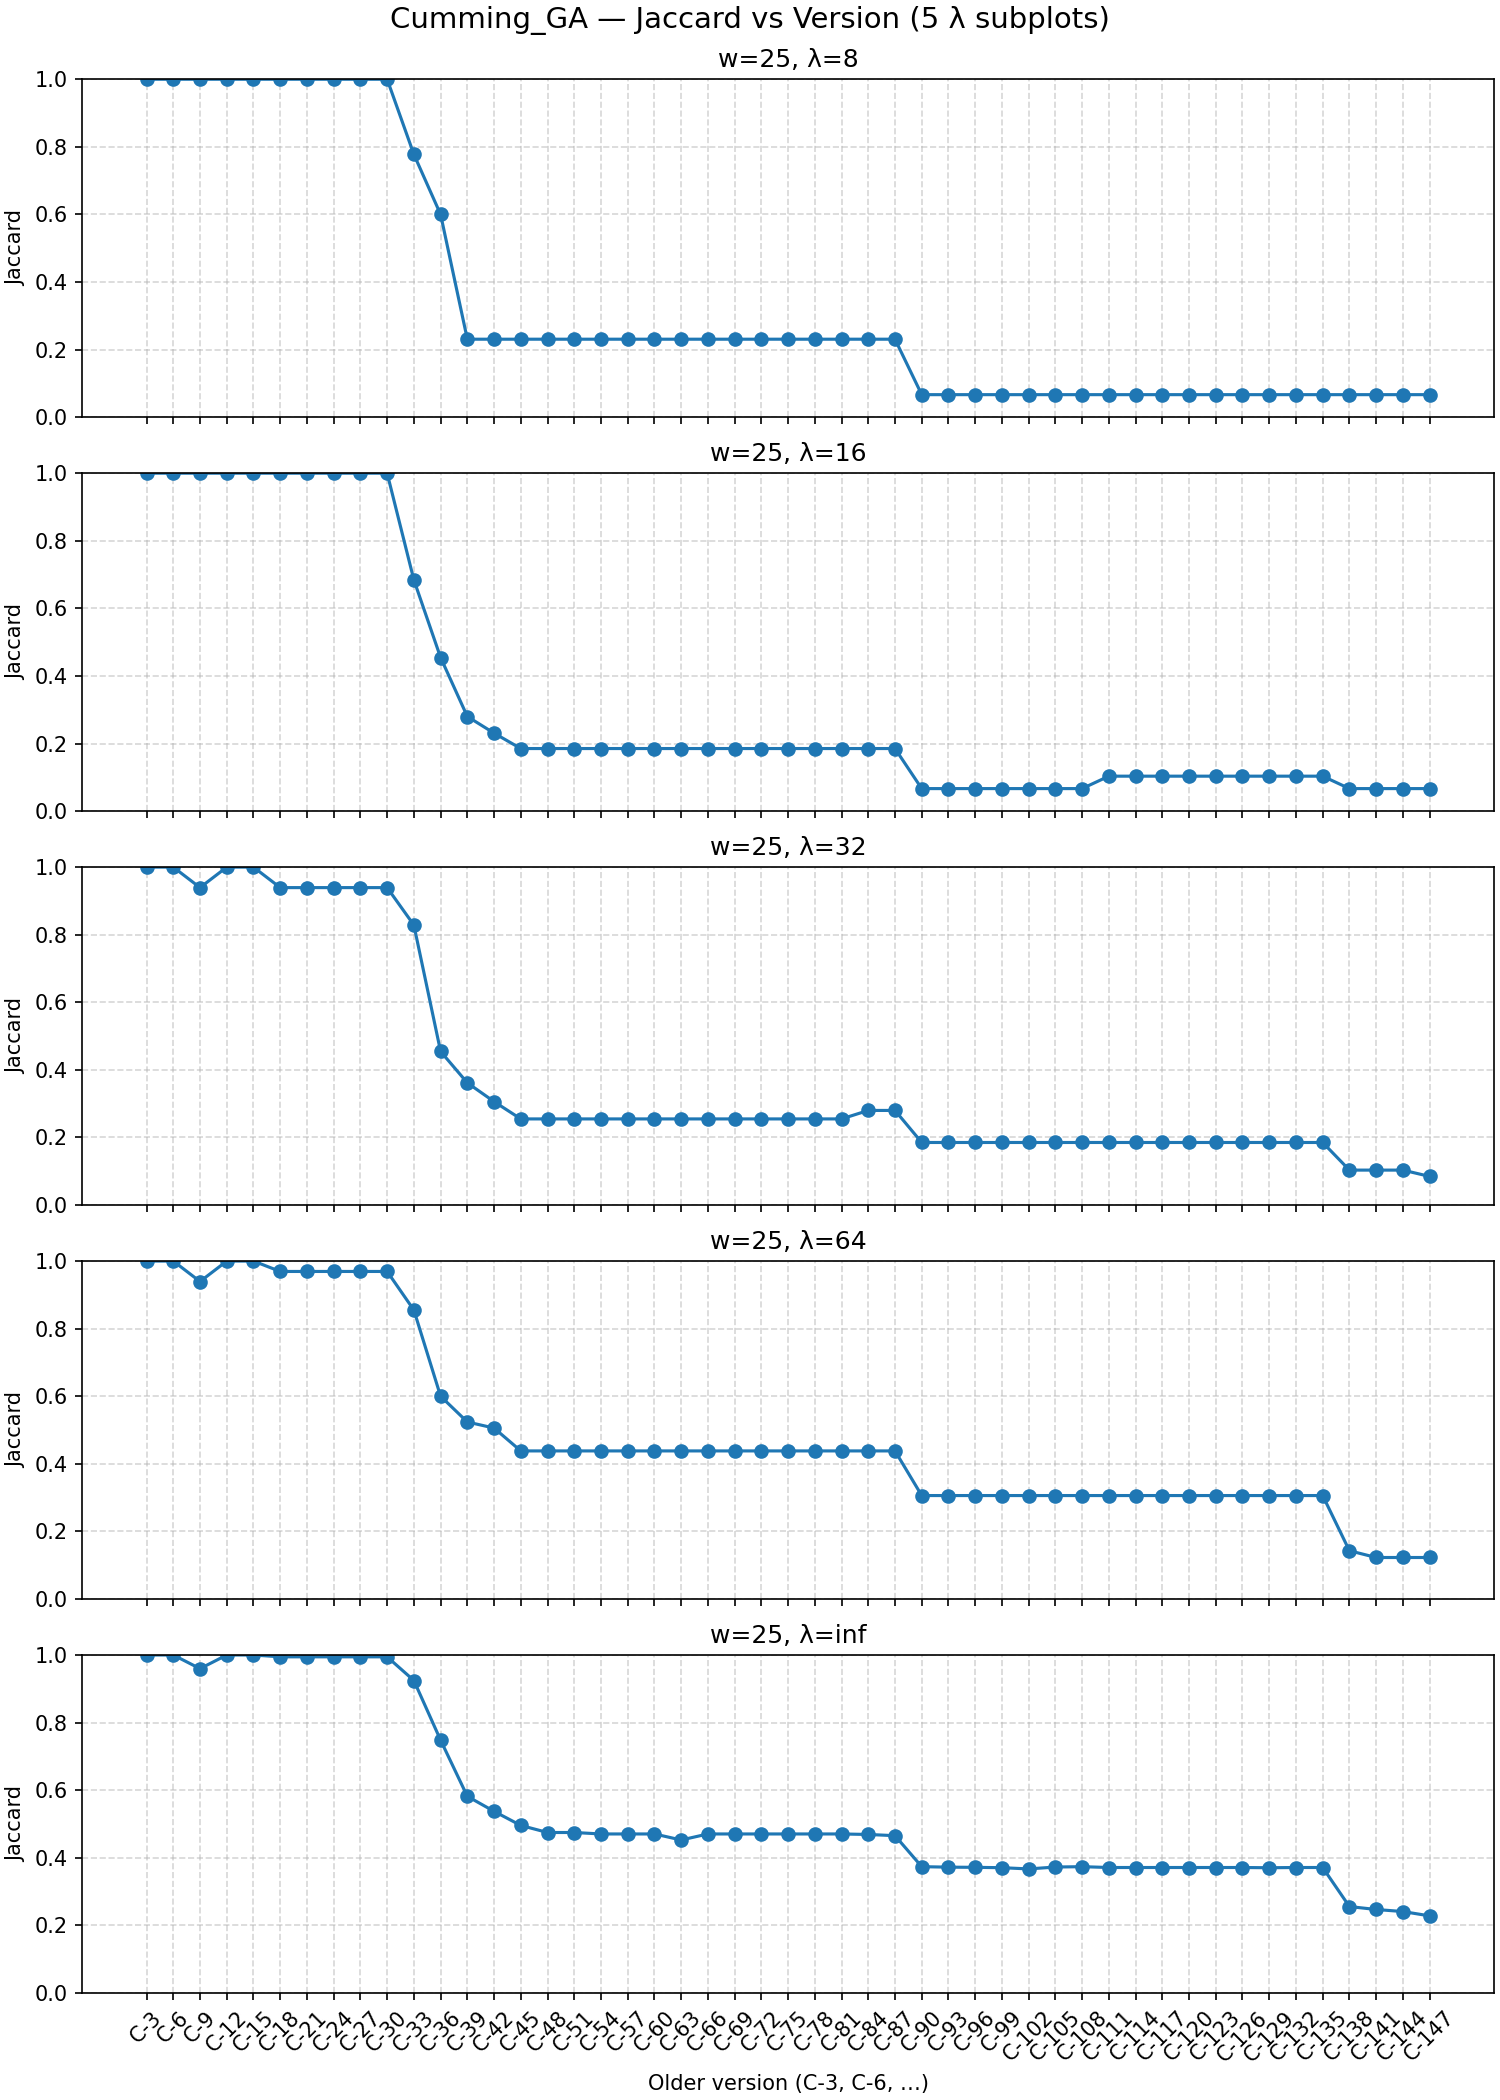 Cumming_GA — Jaccard vs Version (5 λ subplots)
w=25, λ=8
1.0
0.8
0.6
0.4
0.2
0.0
Jaccard
w=25, λ=16
1.0
0.8
0.6
0.4
0.2
0.0
Jaccard
w=25, λ=32
1.0
0.8
0.6
0.4
0.2
0.0
Jaccard
w=25, λ=64
1.0
0.8
0.6
0.4
0.2
0.0
Jaccard
w=25, λ=inf
1.0
0.8
0.6
0.4
0.2
0.0
Jaccard
C-3
C-6
C-9
C-12
C-15
C-18
C-21
C-24
C-27
C-30
C-33
C-36
C-39
C-42
C-45
C-48
C-51
C-54
C-57
C-60
C-63
C-66
C-69
C-72
C-75
C-78
C-81
C-84
C-87
C-90
C-93
C-96
C-99
C-102
C-105
C-108
C-111
C-114
C-117
C-120
C-123
C-126
C-129
C-132
C-135
C-138
C-141
C-144
C-147
Older version (C-3, C-6, ...)